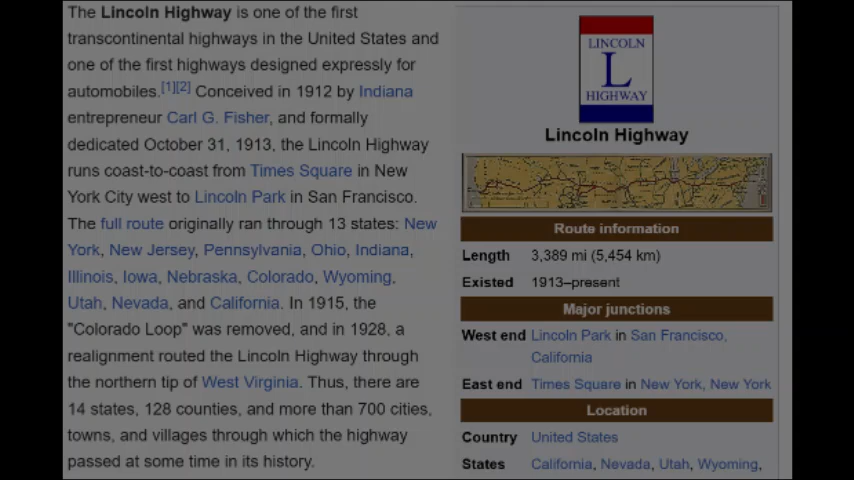 The Lincoln Highway is one of the first
transcontinental highways in the United States and
one of the first highways designed expressly for
automobiles.[1][2] Conceived in 1912 by Indiana
entrepreneur Carl G. Fisher, and formally
dedicated October 31, 1913, the Lincoln Highway
runs coast-to-coast from Times Square in New
York City west to Lincoln Park in San Francisco.
The full route originally ran through 13 states: New
York, New Jersey, Pennsylvania, Ohio, Indiana,
Illinois, Iowa, Nebraska, Colorado, Wyoming,
Utah, Nevada, and California. In 1915, the
"Colorado Loop" was removed, and in 1928, a
realignment routed the Lincoln Highway through
the northern tip of West Virginia. Thus, there are
14 states, 128 counties, and more than 700 cities,
towns, and villages through which the highway
passed at some time in its history.
LINCOLN
L
HIGHWAY
Lincoln Highway
Route information
Length 3,389 mi (5,454 km)
Existed 1913–present
Major junctions
West end Lincoln Park in San Francisco,
California
East end Times Square in New York, New York
Location
Country United States
States California, Nevada, Utah, Wyoming,